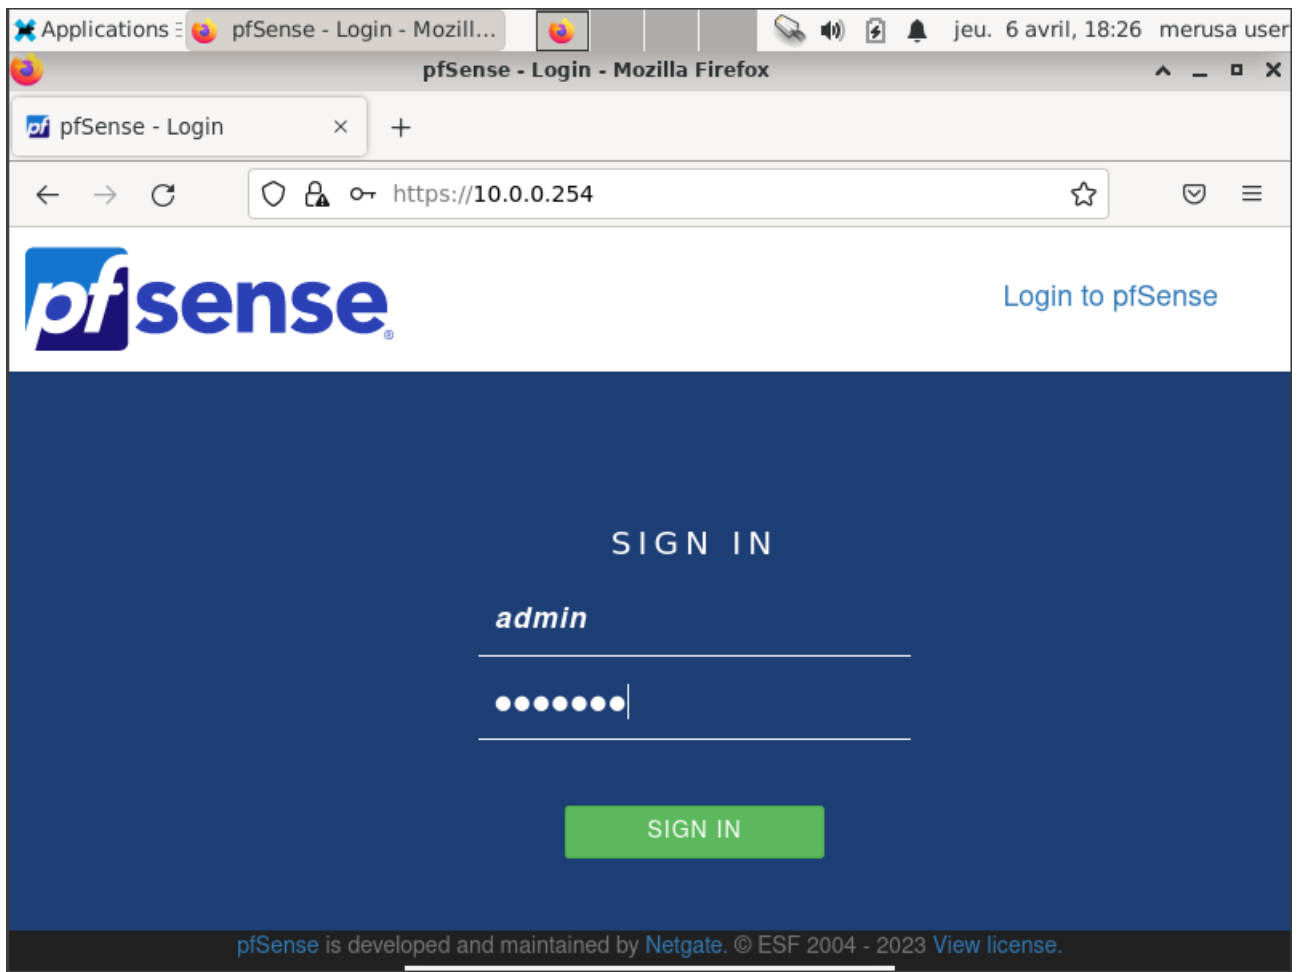 Applications pfSense - Login - Mozill... jeu. 6 avril, 18:26 merusa user
pfSense - Login - Mozilla Firefox
pfSense - Login
https://10.0.0.254
pfsense® Login to pfSense
SIGN IN
admin
SIGN IN
pfSense is developed and maintained by Netgate. © ESF 2004 - 2023 View license.